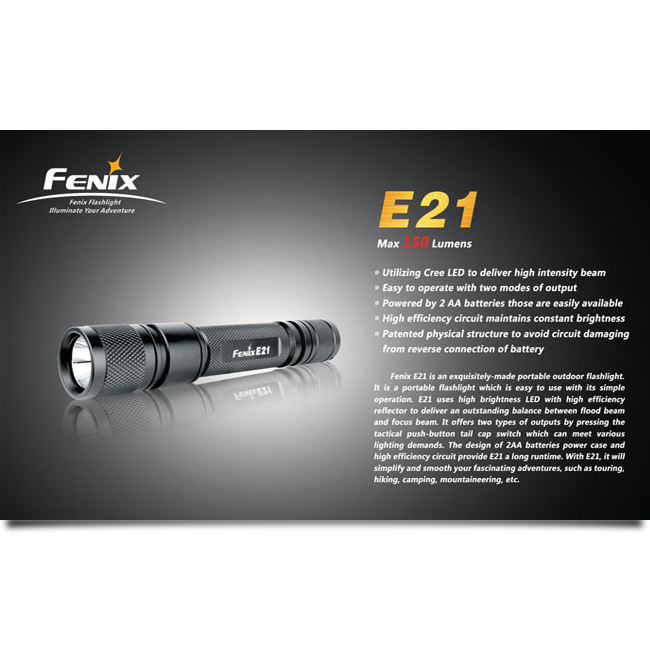 FENIX
Fenix Flashlight
Illuminate Your Adventure
E21
Max 150 Lumens
Utilizing Cree LED to deliver high intensity beam
Easy to operate with two modes of output
Powered by 2 AA batteries those are easily available
High efficiency circuit maintains constant brightness
Patented physical structure to avoid circuit damaging
from reverse connection of battery
FENIX E21
Fenix E21 is an exquisitely-made portable outdoor flashlight.
It is a portable flashlight which is easy to use with its simple
operation. E21 uses high brightness LED with high efficiency
reflector to deliver an outstanding balance between flood beam
and focus beam. It offers two types of outputs by pressing the
tactical push-button tail cap switch which can meet various
lighting demands. The design of 2AA batteries power case and
high efficiency circuit provide E21 a long runtime. With E21, it will
simplify and smooth your fascinating adventures, such as touring,
hiking, camping, mountaineering, etc.